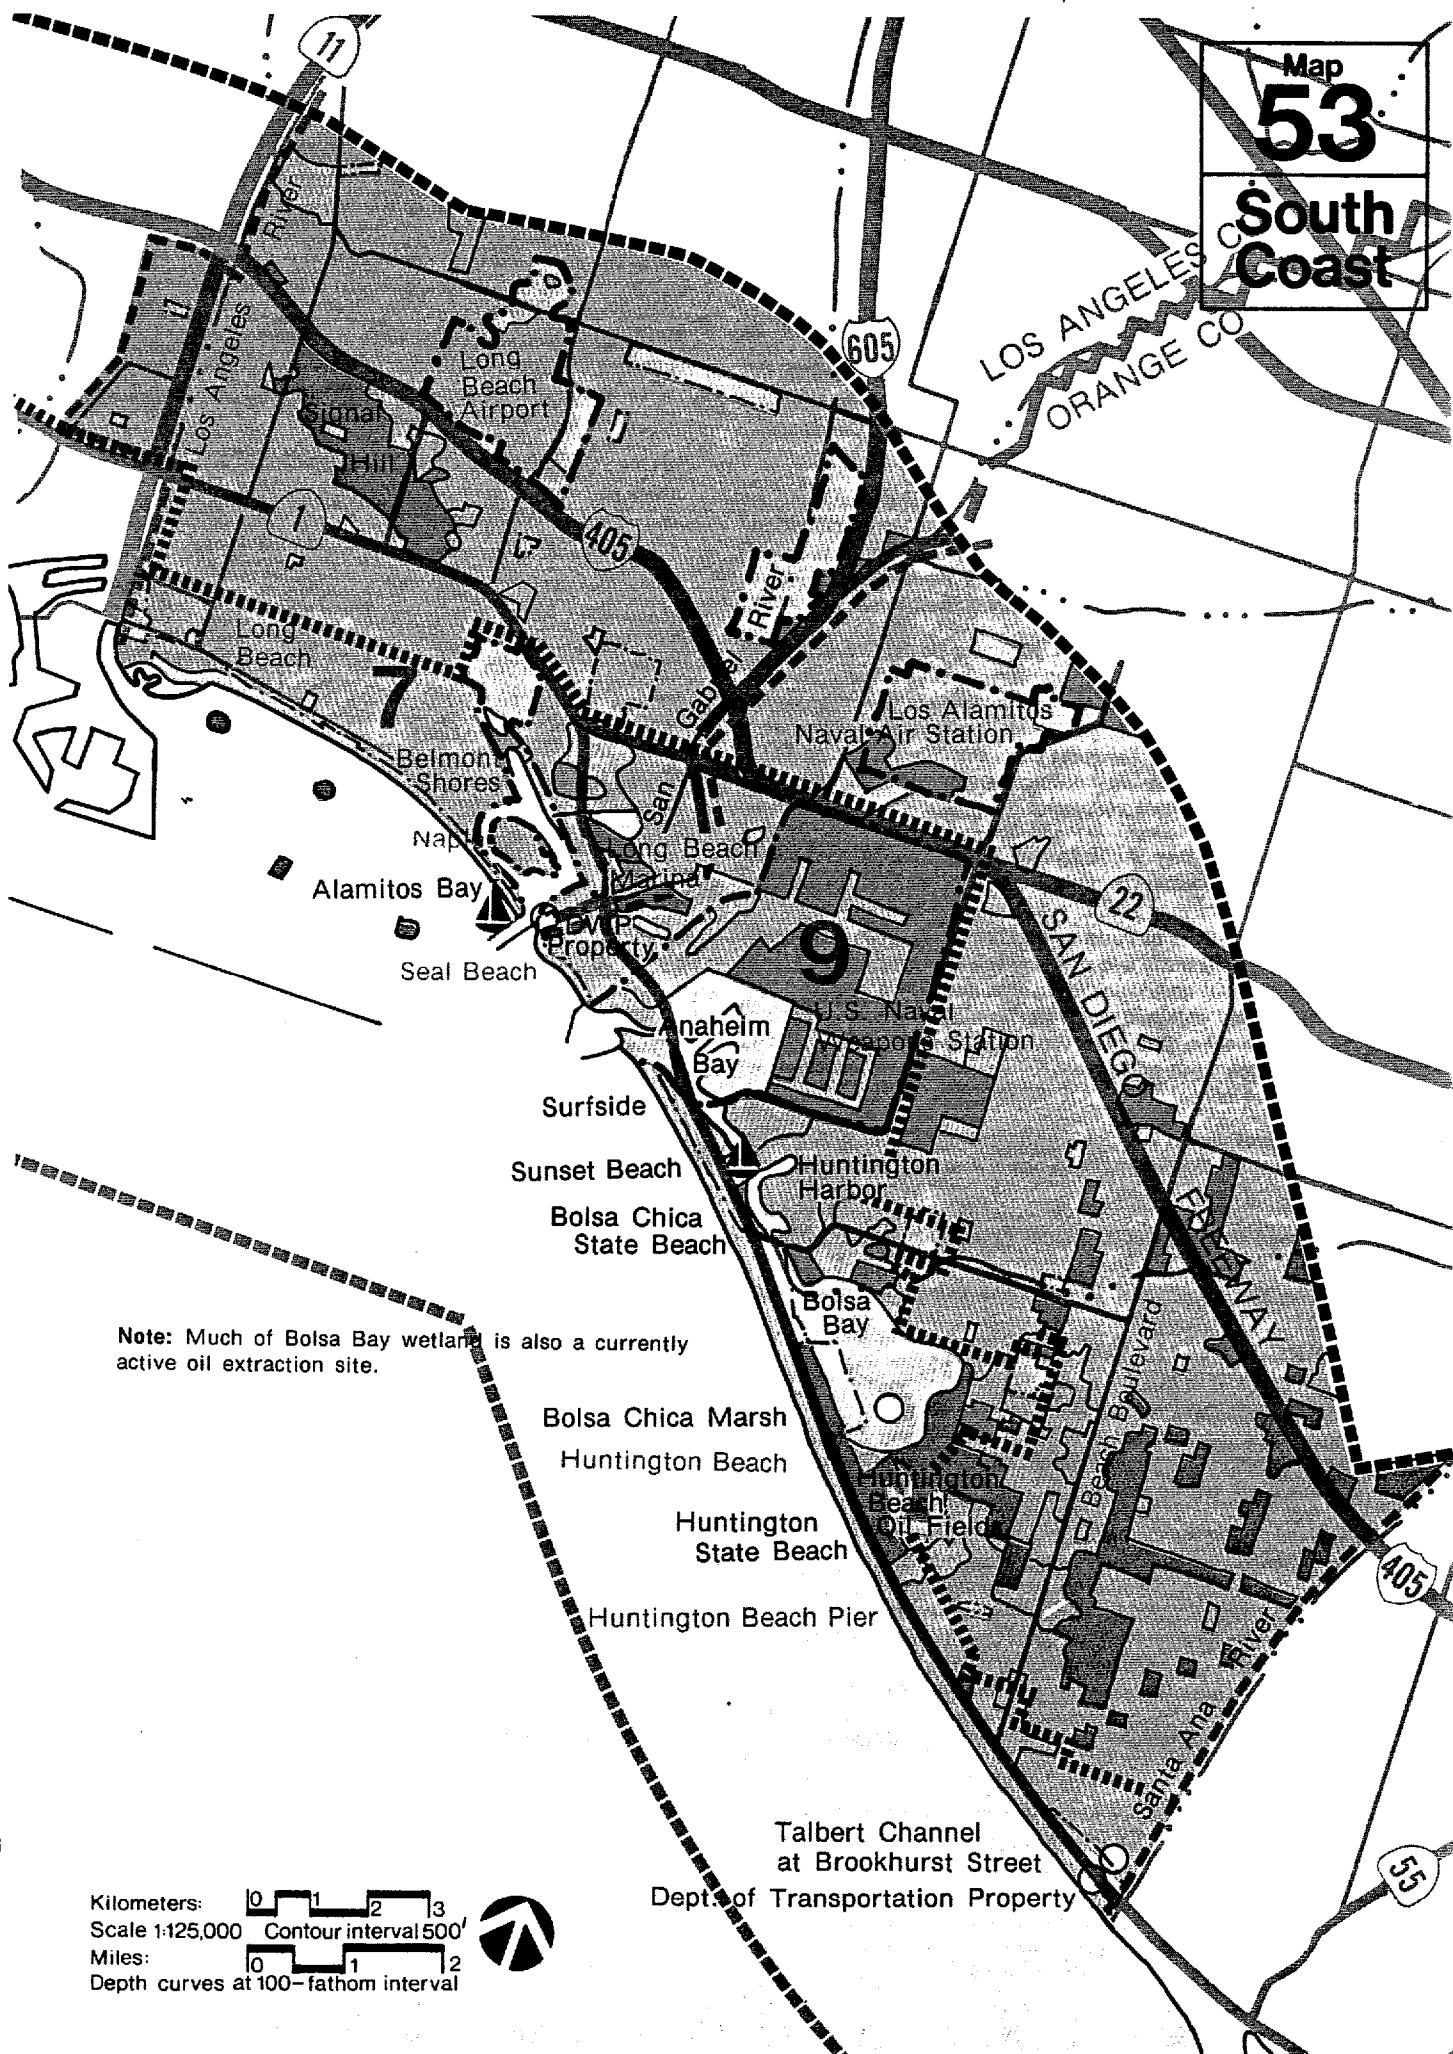 11
Map
53
South
Coast
River
LOS ANGELES CO
ORANGE CO
605
Los Angeles
Long
Beach
Airport
Signal
Hill
1
405
River
Long
Beach
7
Gabriel
San
Los Alamitos
Naval Air Station
Belmont
Shores
Long Beach
Marina
Alamitos Bay
22
DWP
Property
9
SAN DIEGO
FREEWAY
Seal Beach
U.S. Naval
Weapons Station
Anaheim
Bay
Surfside
Sunset Beach
Huntington
Harbor
Bolsa Chica
State Beach
Bolsa
Bay
Note: Much of Bolsa Bay wetland is also a currently
active oil extraction site.
Beach Boulevard
Bolsa Chica Marsh
Huntington Beach
Huntington
Beach
Oil Fields
Huntington
State Beach
405
Huntington Beach Pier
Santa Ana River
Talbert Channel
at Brookhurst Street
Dept. of Transportation Property
55
Kilometers: 0 1 2 3
Scale 1:125,000 Contour interval 500'
Miles: 0 1 2
Depth curves at 100-fathom interval